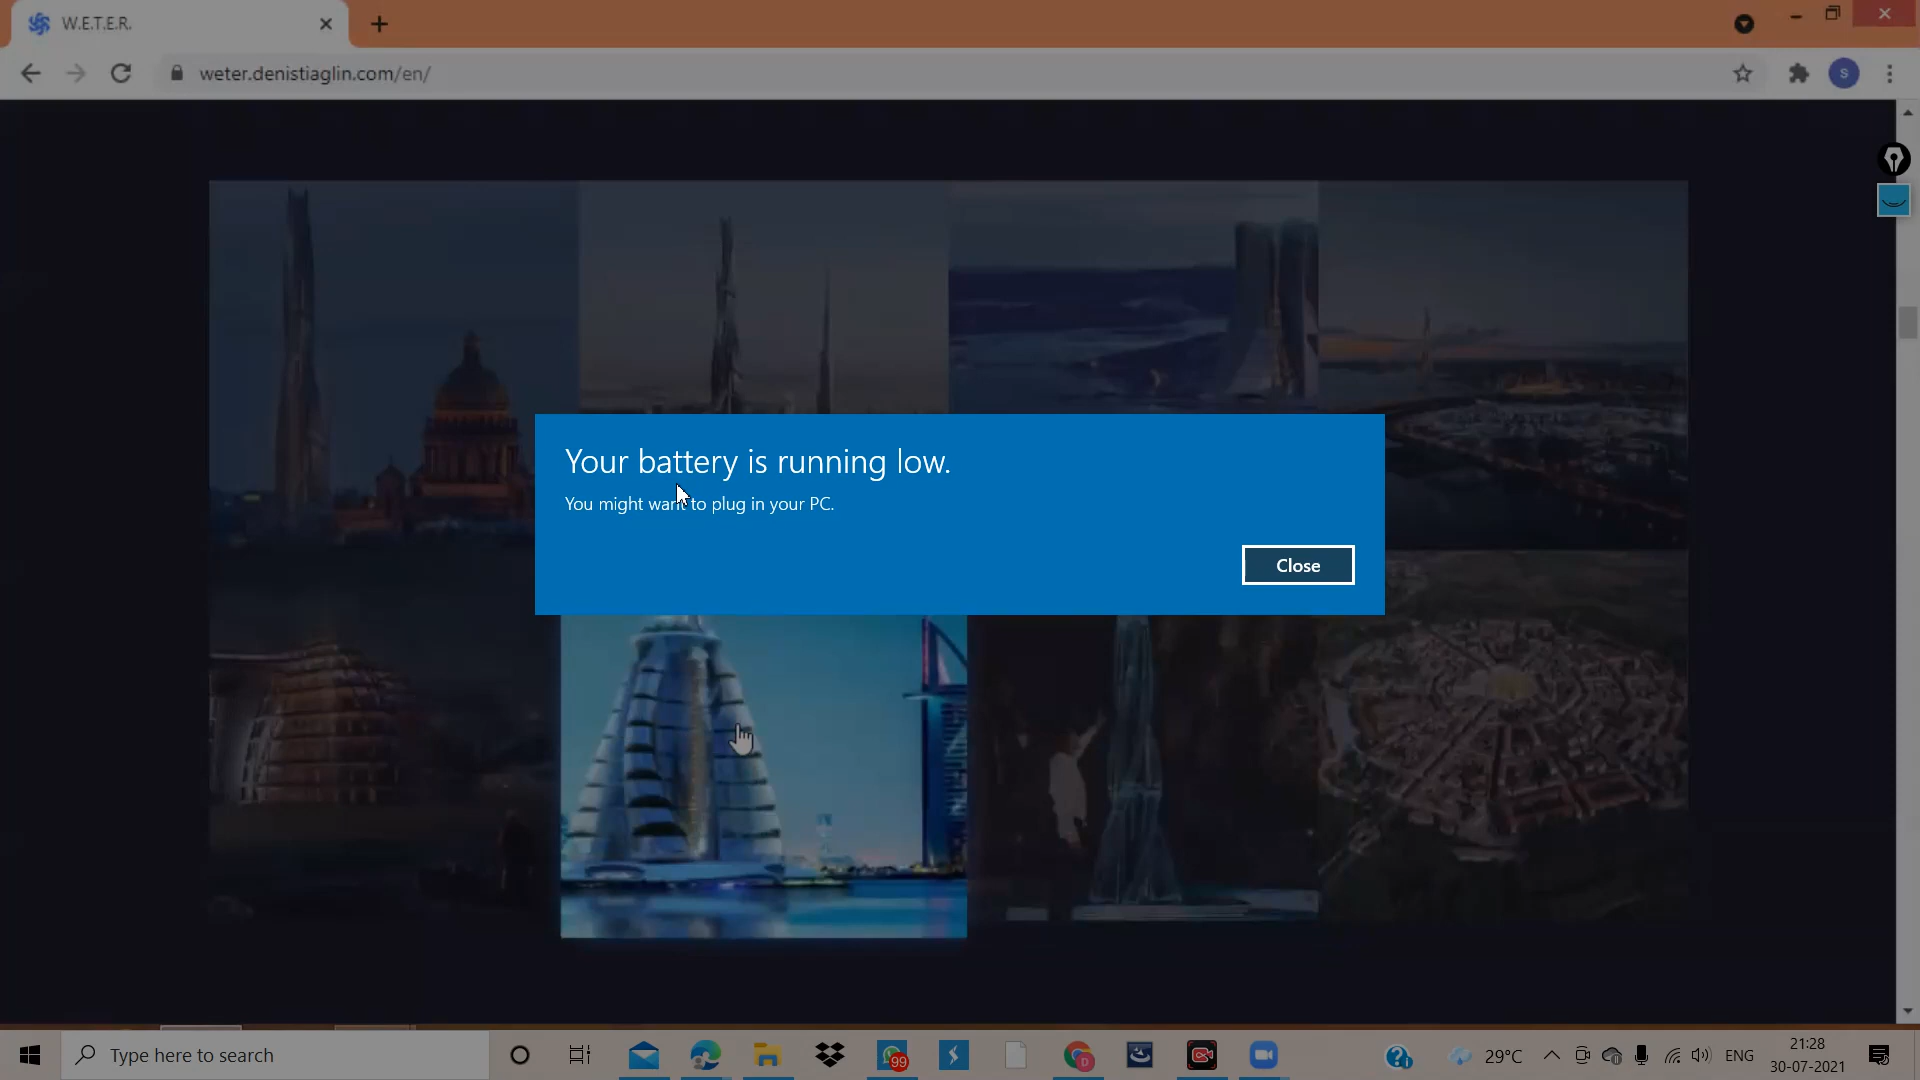 W.E.T.E.R.
weter.denistiaglin.com/en/
S
Your battery is running low.
You might want to plug in your PC.
Close
Type here to search
99
D
29°C
ENG
21:28
30-07-2021